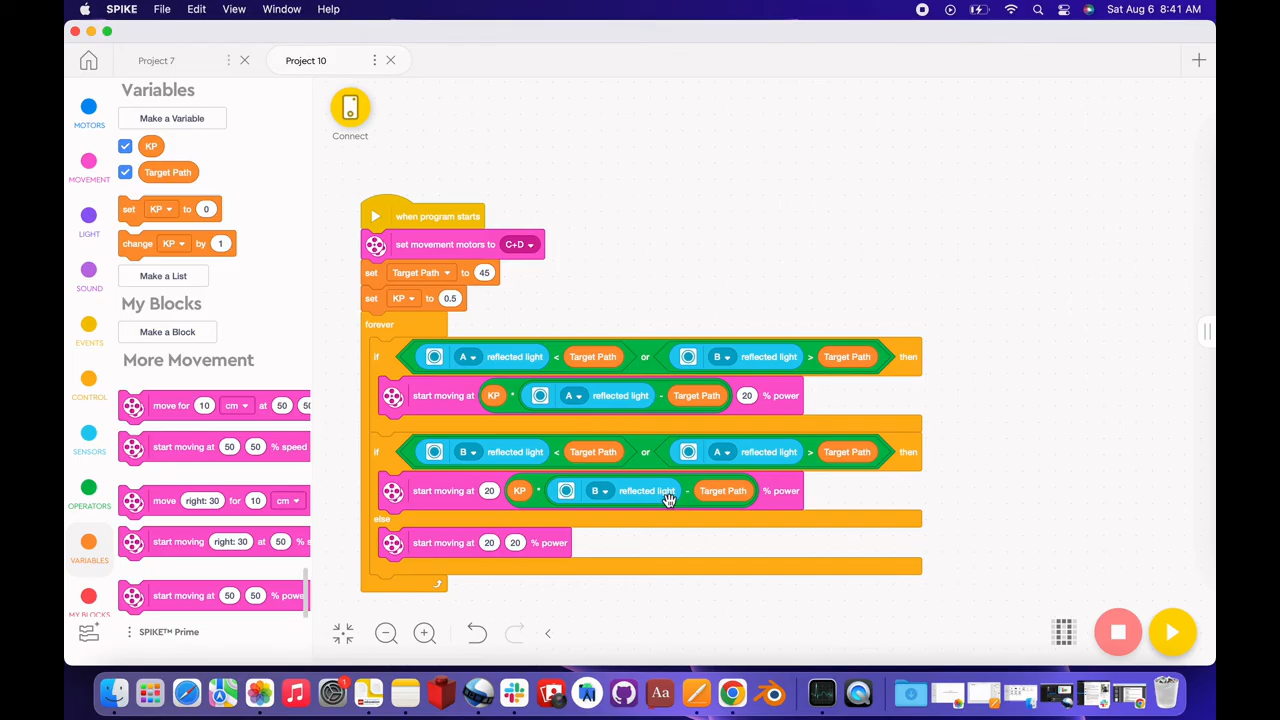 SPIKE File Edit View Window Help Sat Aug 6 8:41 AM
Project 7 Project 10
MOTORS
MOVEMENT
LIGHT
SOUND
EVENTS
CONTROL
SENSORS
OPERATORS
VARIABLES
MY BLOCKS
Variables
Make a Variable
KP
Target Path
set KP to 0
change KP by 1
Make a List
My Blocks
Make a Block
More Movement
move for 10 cm at 50 50
start moving at 50 50 % speed
move right: 30 for 10 cm
start moving right: 30 at 50 % s
start moving at 50 50 % powe
SPIKE™ Prime
Connect
when program starts
set movement motors to C+D
set Target Path to 45
set KP to 0.5
forever
if A reflected light < Target Path or B reflected light > Target Path then
start moving at KP * A reflected light - Target Path 20 % power
if B reflected light < Target Path or A reflected light > Target Path then
start moving at 20 KP * B reflected light - Target Path % power
else
start moving at 20 20 % power
1
Aa